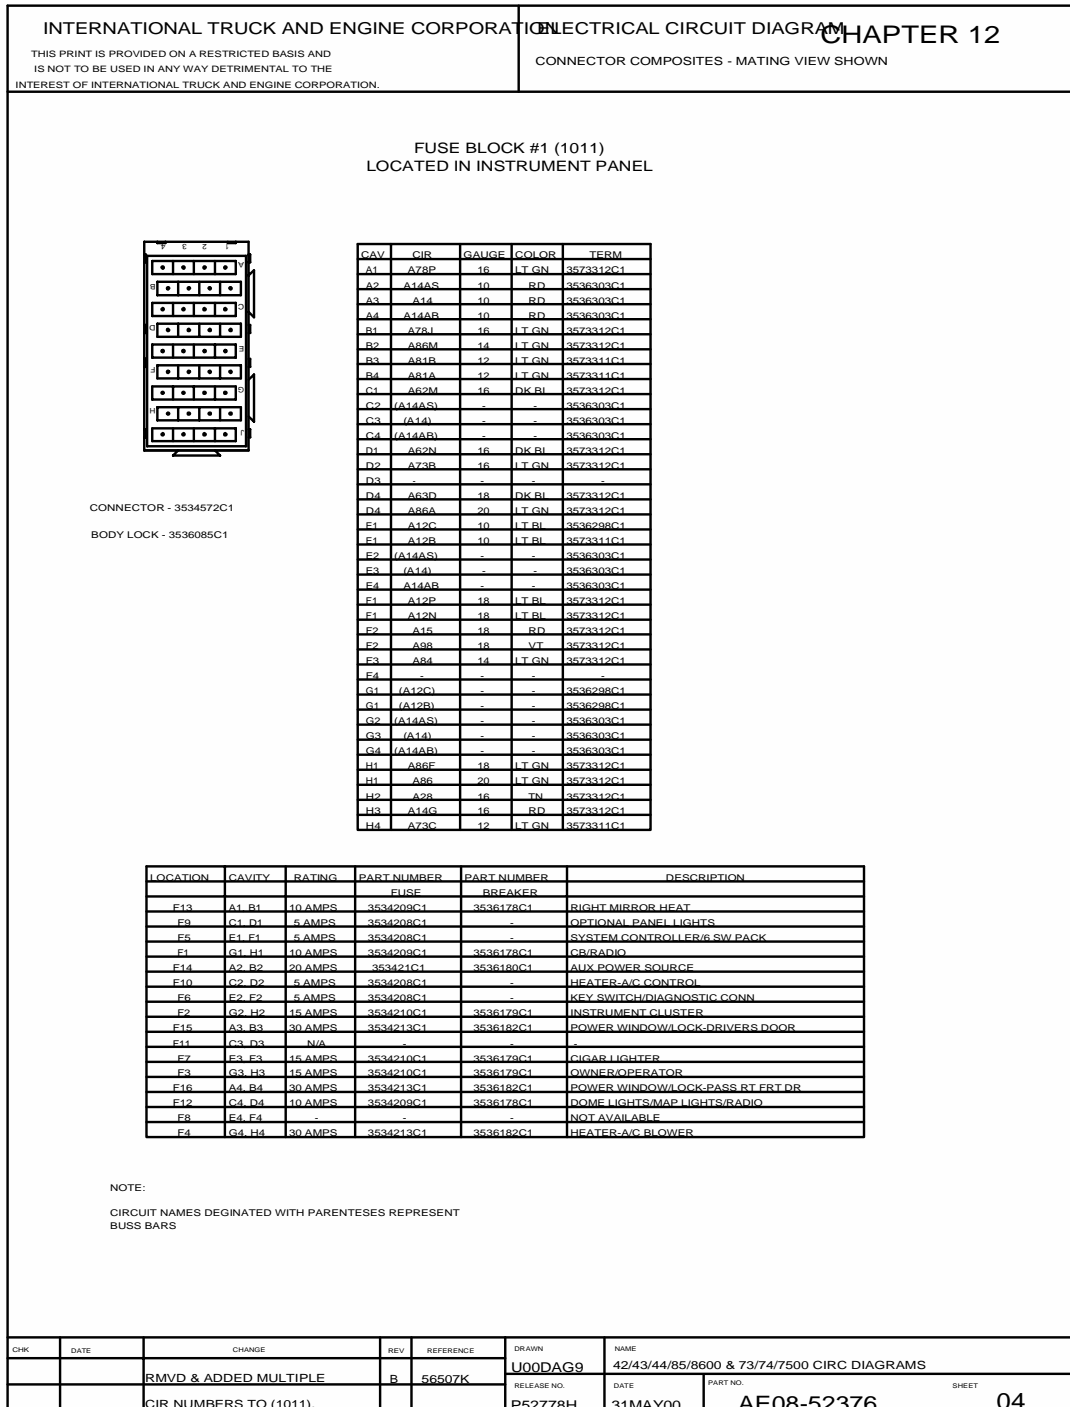 INTERNATIONAL TRUCK AND ENGINE CORPORATION
THIS PRINT IS PROVIDED ON A RESTRICTED BASIS AND
IS NOT TO BE USED IN ANY WAY DETRIMENTAL TO THE
INTEREST OF INTERNATIONAL TRUCK AND ENGINE CORPORATION.
ELECTRICAL CIRCUIT DIAGRAM
CHAPTER 12
CONNECTOR COMPOSITES - MATING VIEW SHOWN
FUSE BLOCK #1 (1011)
LOCATED IN INSTRUMENT PANEL
4 3 2 1
A
B
C
D
E
F
G
H
J
CONNECTOR - 3534572C1
BODY LOCK - 3536085C1
CAV CIR GAUGE COLOR TERM
A1 A78P 16 LT GN 3573312C1
A2 A14AS 10 RD 3536303C1
A3 A14 10 RD 3536303C1
A4 A14AB 10 RD 3536303C1
B1 A78J 16 LT GN 3573312C1
B2 A86M 14 LT GN 3573312C1
B3 A81B 12 LT GN 3573311C1
B4 A81A 12 LT GN 3573311C1
C1 A62M 16 DK BL 3573312C1
C2 (A14AS) - - 3536303C1
C3 (A14) - - 3536303C1
C4 (A14AB) - - 3536303C1
D1 A62N 16 DK BL 3573312C1
D2 A73B 16 LT GN 3573312C1
D3 - - - -
D4 A63D 18 DK BL 3573312C1
D4 A86A 20 LT GN 3573312C1
E1 A12C 10 LT BL 3536298C1
E1 A12B 10 LT BL 3573311C1
E2 (A14AS) - - 3536303C1
E3 (A14) - - 3536303C1
E4 A14AB - - 3536303C1
F1 A12P 18 LT BL 3573312C1
F1 A12N 18 LT BL 3573312C1
F2 A15 18 RD 3573312C1
F2 A98 18 VT 3573312C1
F3 A84 14 LT GN 3573312C1
F4 - - - -
G1 (A12C) - - 3536298C1
G1 (A12B) - - 3536298C1
G2 (A14AS) - - 3536303C1
G3 (A14) - - 3536303C1
G4 (A14AB) - - 3536303C1
H1 A86F 18 LT GN 3573312C1
H1 A86 20 LT GN 3573312C1
H2 A28 16 TN 3573312C1
H3 A14G 16 RD 3573312C1
H4 A73C 12 LT GN 3573311C1
LOCATION CAVITY RATING PART NUMBER PART NUMBER DESCRIPTION
FUSE BREAKER
F13 A1, B1 10 AMPS 3534209C1 3536178C1 RIGHT MIRROR HEAT
F9 C1, D1 5 AMPS 3534208C1 - OPTIONAL PANEL LIGHTS
F5 E1, F1 5 AMPS 3534208C1 - SYSTEM CONTROLLER/6 SW PACK
F1 G1, H1 10 AMPS 3534209C1 3536178C1 CB/RADIO
F14 A2, B2 20 AMPS 353421C1 3536180C1 AUX POWER SOURCE
F10 C2, D2 5 AMPS 3534208C1 - HEATER-A/C CONTROL
F6 E2, F2 5 AMPS 3534208C1 - KEY SWITCH/DIAGNOSTIC CONN
F2 G2, H2 15 AMPS 3534210C1 3536179C1 INSTRUMENT CLUSTER
F15 A3, B3 30 AMPS 3534213C1 3536182C1 POWER WINDOW/LOCK-DRIVERS DOOR
F11 C3, D3 N/A - - -
F7 E3, F3 15 AMPS 3534210C1 3536179C1 CIGAR LIGHTER
F3 G3, H3 15 AMPS 3534210C1 3536179C1 OWNER/OPERATOR
F16 A4, B4 30 AMPS 3534213C1 3536182C1 POWER WINDOW/LOCK-PASS RT FRT DR
F12 C4, D4 10 AMPS 3534209C1 3536178C1 DOME LIGHTS/MAP LIGHTS/RADIO
F8 E4, F4 - - - NOT AVAILABLE
F4 G4, H4 30 AMPS 3534213C1 3536182C1 HEATER-A/C BLOWER
NOTE:
CIRCUIT NAMES DEGINATED WITH PARENTESES REPRESENT
BUSS BARS
CHK DATE CHANGE REV REFERENCE DRAWN NAME
RMVD & ADDED MULTIPLE B 56507K U00DAG9 42/43/44/85/8600 & 73/74/7500 CIRC DIAGRAMS
RELEASE NO. DATE PART NO. SHEET
CIR NUMBERS TO (1011). P52778H 31MAY00 AE08-52376 04